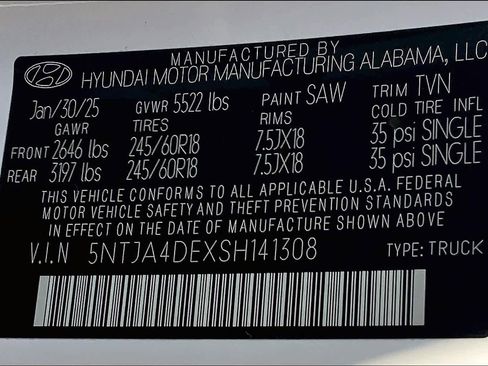 MANUFACTURED BY
HYUNDAI MOTOR MANUFACTURING ALABAMA, LLC
Jan/30/25 GVWR 5522 lbs PAINT SAW TRIM TVN
GAWR TIRES RIMS COLD TIRE INFL
FRONT 2646 lbs 245/60R18 7.5JX18 35 psi SINGLE
REAR 3197 lbs 245/60R18 7.5JX18 35 psi SINGLE
THIS VEHICLE CONFORMS TO ALL APPLICABLE U.S.A. FEDERAL
MOTOR VEHICLE SAFETY AND THEFT PREVENTION STANDARDS
IN EFFECT ON THE DATE OF MANUFACTURE SHOWN ABOVE
V.I.N 5NTJA4DEXSH141308 TYPE: TRUCK